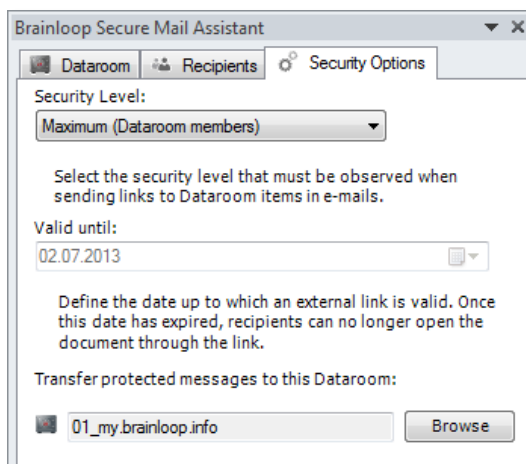 Brainloop Secure Mail Assistant
Dataroom Recipients Security Options
Security Level:
Maximum (Dataroom members)
Select the security level that must be observed when
sending links to Dataroom items in e-mails.
Valid until:
02.07.2013
Define the date up to which an external link is valid. Once
this date has expired, recipients can no longer open the
document through the link.
Transfer protected messages to this Dataroom:
01_my.brainloop.info Browse